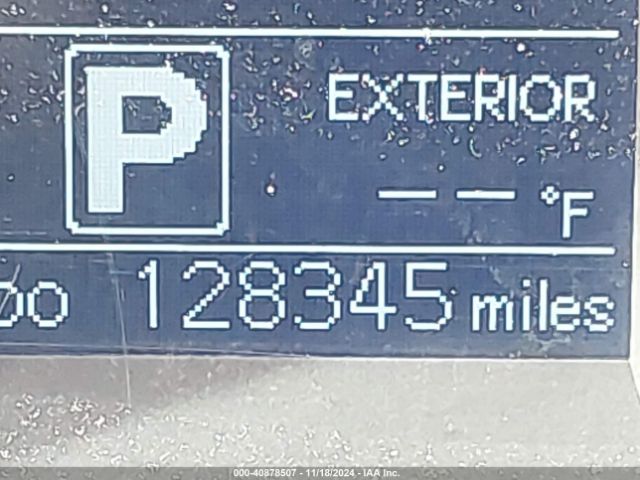 P
EXTERIOR
-- °F
128345 miles
000-40878507 - 11/18/2024 - IAA Inc.